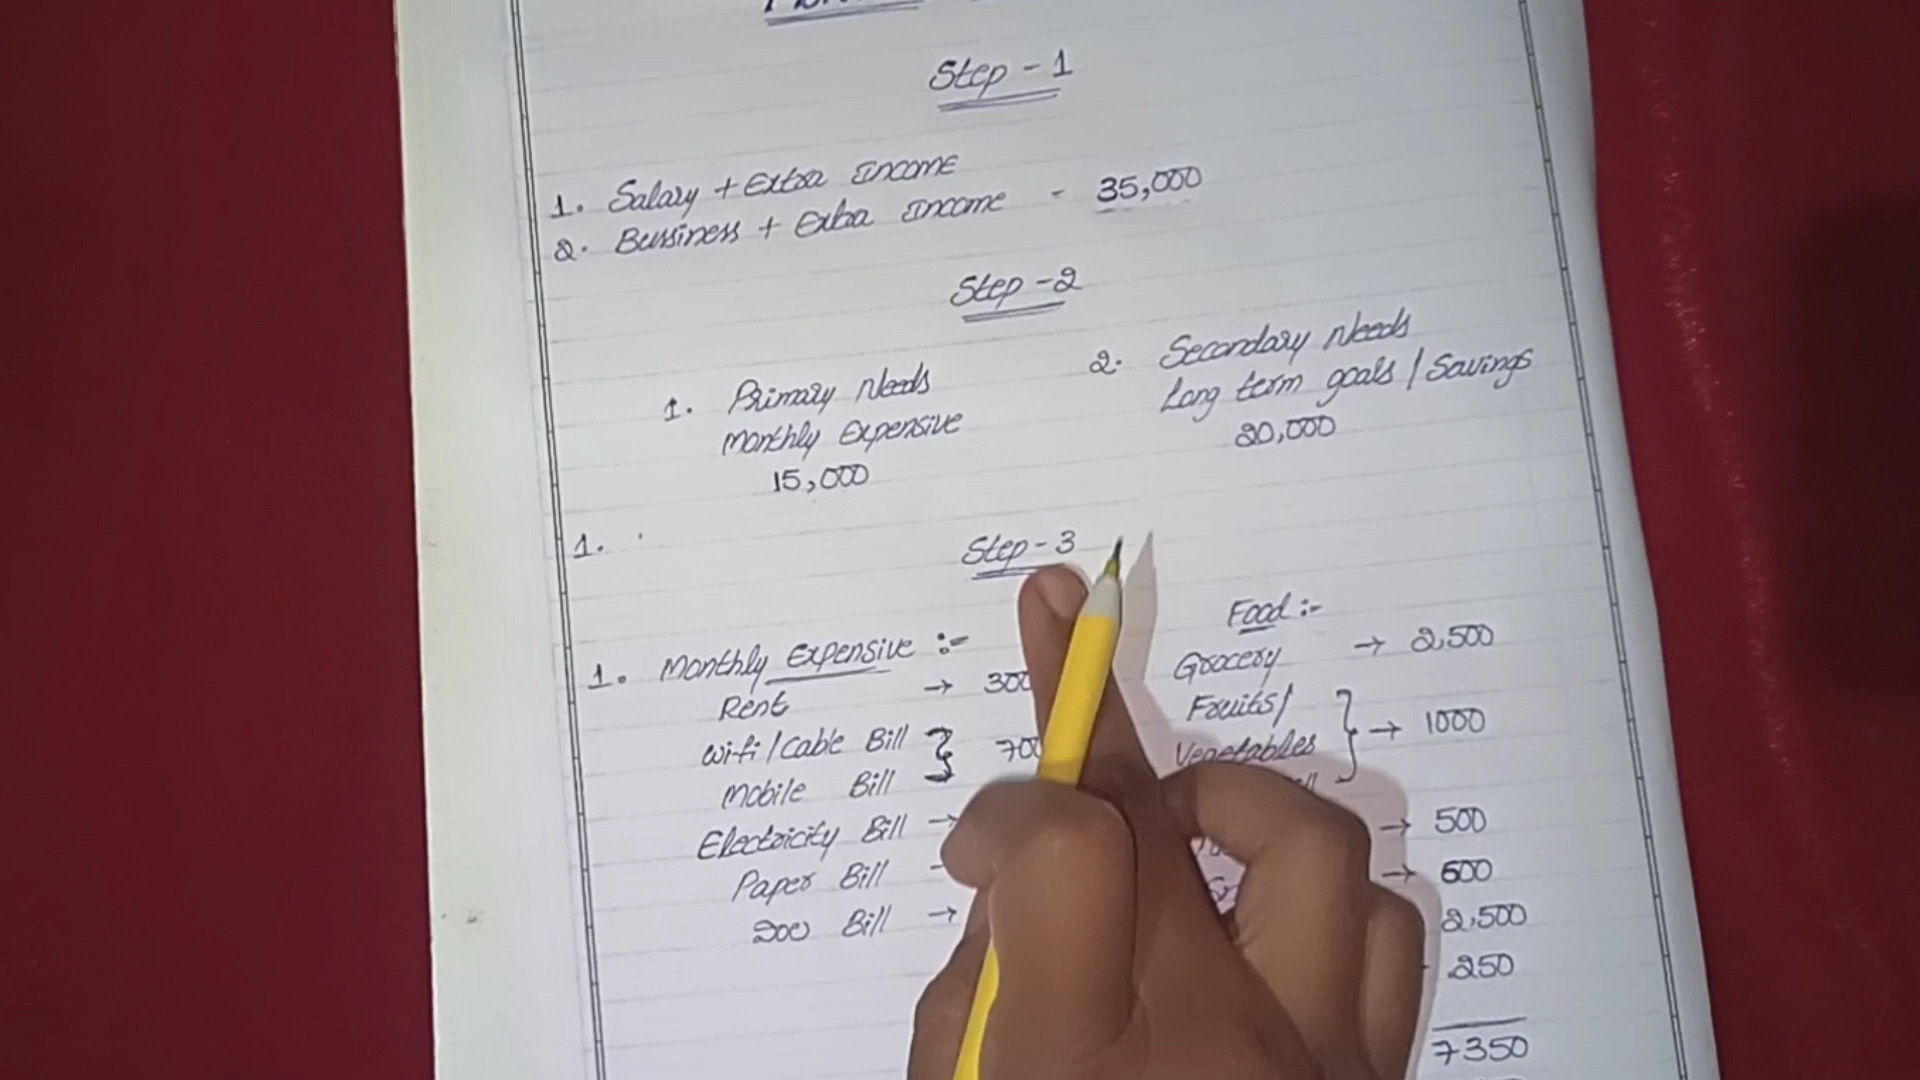 Step - 1
1. Salary + Extra Income
2. Bussiness + Extra Income - 35,000
Step - 2
1. Primary Needs
Monthly Expensive
15,000
2. Secondary Needs
Long term goals / Savings
20,000
1.
Step - 3
1. Monthly Expensive :-
Rent → 300
Wifi / Cable Bill } 700
Mobile Bill
Electricity Bill →
Paper Bill
పాల Bill →
Food :-
Grocery → 2,500
Fruits /
Vegetables } → 1000
→ 500
→ 600
2,500
250
7350